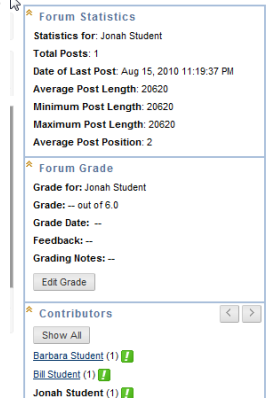 Forum Statistics
Statistics for: Jonah Student
Total Posts: 1
Date of Last Post: Aug 15, 2010 11:19:37 PM
Average Post Length: 20620
Minimum Post Length: 20620
Maximum Post Length: 20620
Average Post Position: 2
Forum Grade
Grade for: Jonah Student
Grade: -- out of 6.0
Grade Date: --
Feedback: --
Grading Notes: --
Edit Grade
Contributors
Show All
Barbara Student (1) !
Bill Student (1) !
Jonah Student (1) !